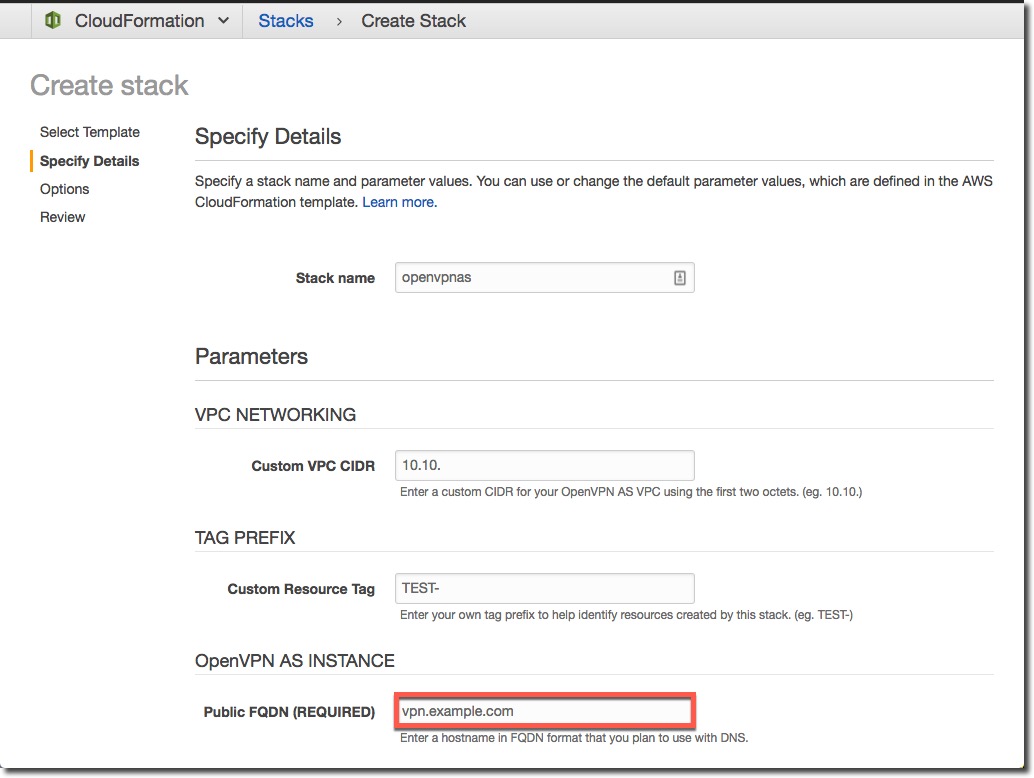 CloudFormation Stacks > Create Stack
Create stack
Select Template
Specify Details
Options
Review
Specify Details
Specify a stack name and parameter values. You can use or change the default parameter values, which are defined in the AWS
CloudFormation template. Learn more.
Stack name openvpnas
Parameters
VPC NETWORKING
Custom VPC CIDR 10.10.
Enter a custom CIDR for your OpenVPN AS VPC using the first two octets. (eg. 10.10.)
TAG PREFIX
Custom Resource Tag TEST-
Enter your own tag prefix to help identify resources created by this stack. (eg. TEST-)
OpenVPN AS INSTANCE
Public FQDN (REQUIRED) vpn.example.com
Enter a hostname in FQDN format that you plan to use with DNS.